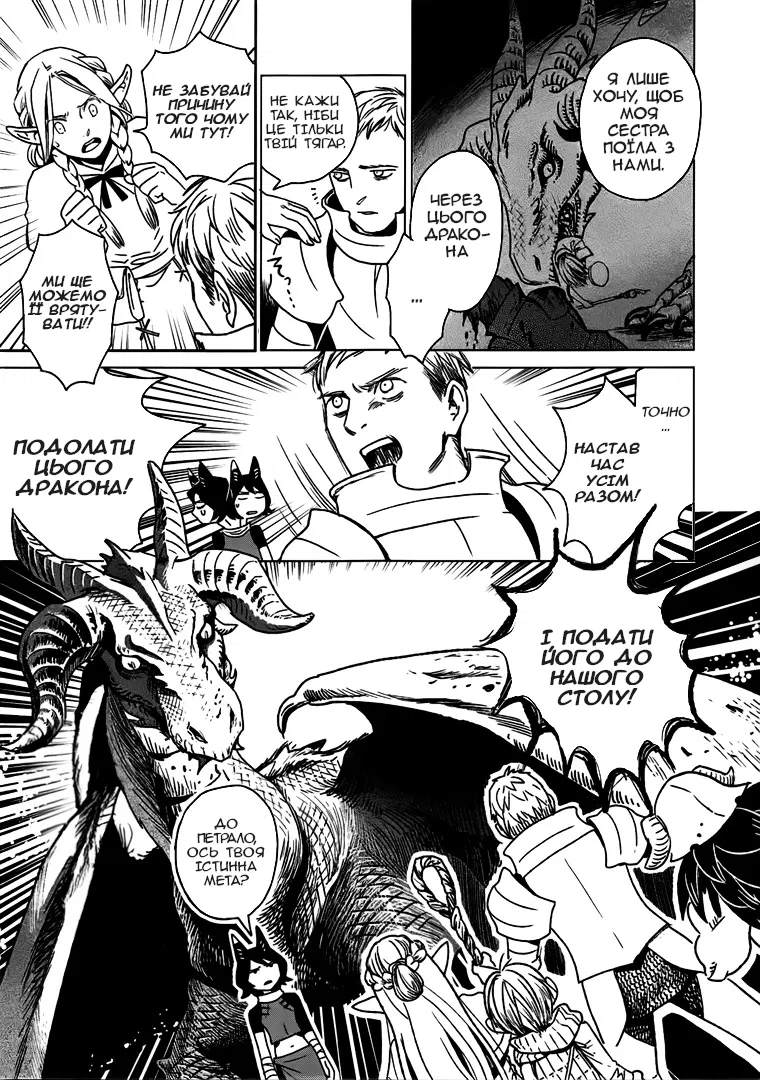 Я ЛИШЕ
ХОЧУ, ЩОБ
МОЯ
СЕСТРА
ПОЇЛА З
НАМИ.
ЧЕРЕЗ
ЦЬОГО
ДРАКО-
НА
...
НЕ КАЖИ
ТАК, НІБИ
ЦЕ ТІЛЬКИ
ТВІЙ ТЯГАР.
НЕ ЗАБУВАЙ
ПРИЧИНУ
ТОГО ЧОМУ
МИ ТУТ!
МИ ЩЕ
МОЖЕМО
ЇЇ ВРЯТУ-
ВАТИ!!
ТОЧНО
...
НАСТАВ
ЧАС
УСІМ
РАЗОМ!
ПОДОЛАТИ
ЦЬОГО
ДРАКОНА!
І ПОДАТИ
ЙОГО ДО
НАШОГО
СТОЛУ!
ДО
ПЕТРАЛО,
ОСЬ ТВОЯ
ІСТИННА
МЕТА?